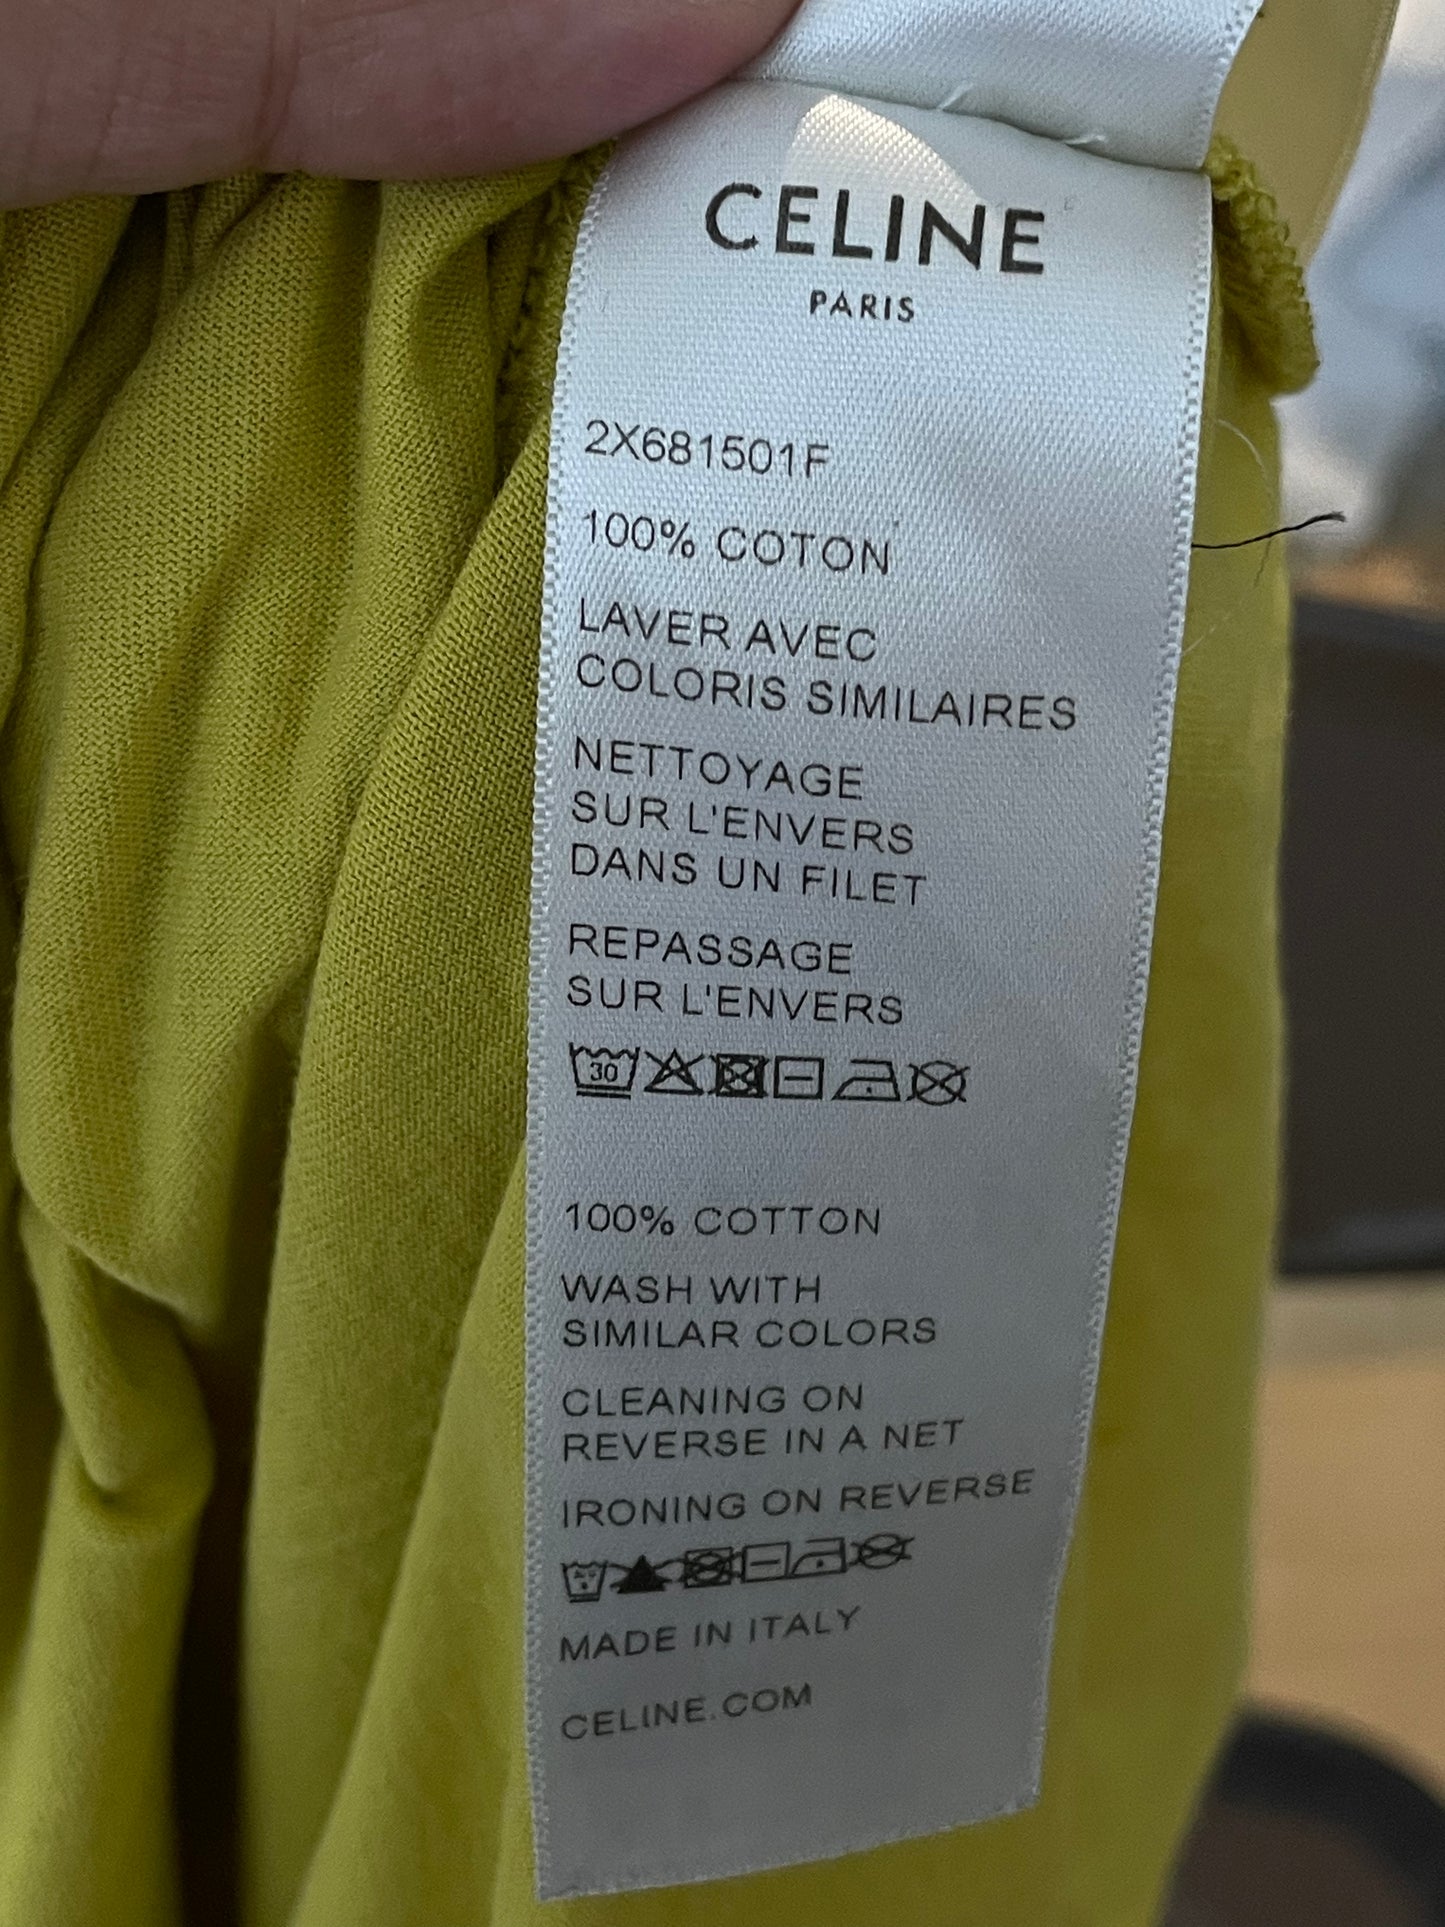 CELINE
PARIS
2X681501F
100% COTON
LAVER AVEC
COLORIS SIMILAIRES
NETTOYAGE
SUR L'ENVERS
DANS UN FILET
REPASSAGE
SUR L'ENVERS
30
100% COTTON
WASH WITH
SIMILAR COLORS
CLEANING ON
REVERSE IN A NET
IRONING ON REVERSE
MADE IN ITALY
CELINE.COM